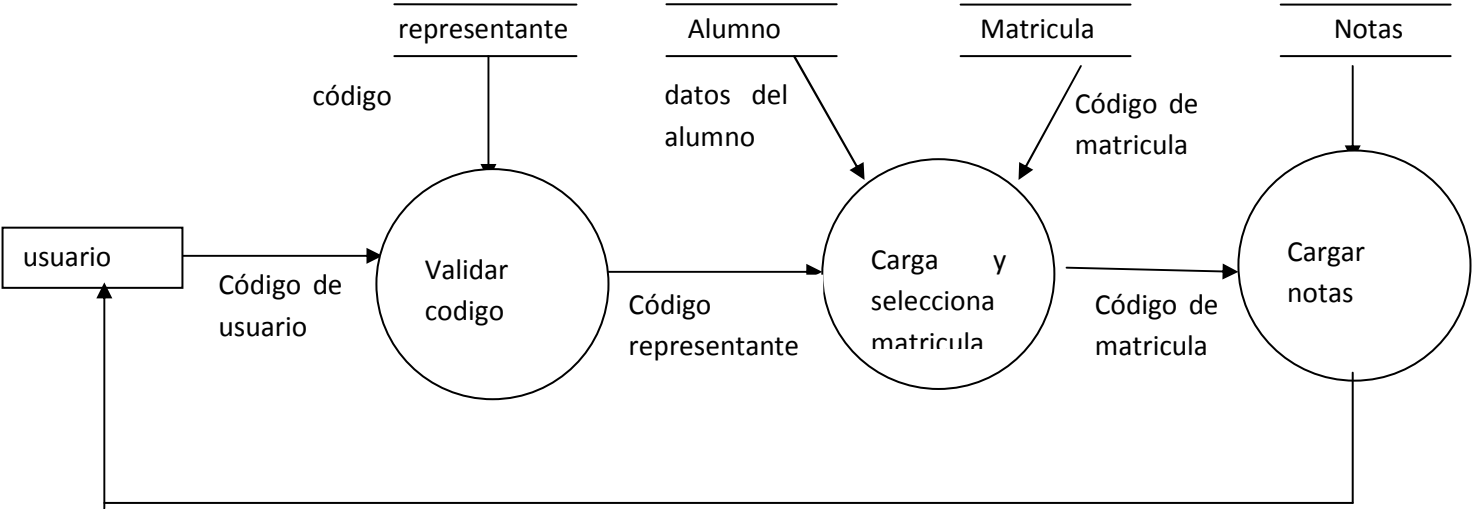 representante
Alumno
Matricula
Notas
código
datos del
alumno
Código de
matricula
usuario
Código de
usuario
Validar
codigo
Código
representante
Carga y
selecciona
matricula
Código de
matricula
Cargar
notas